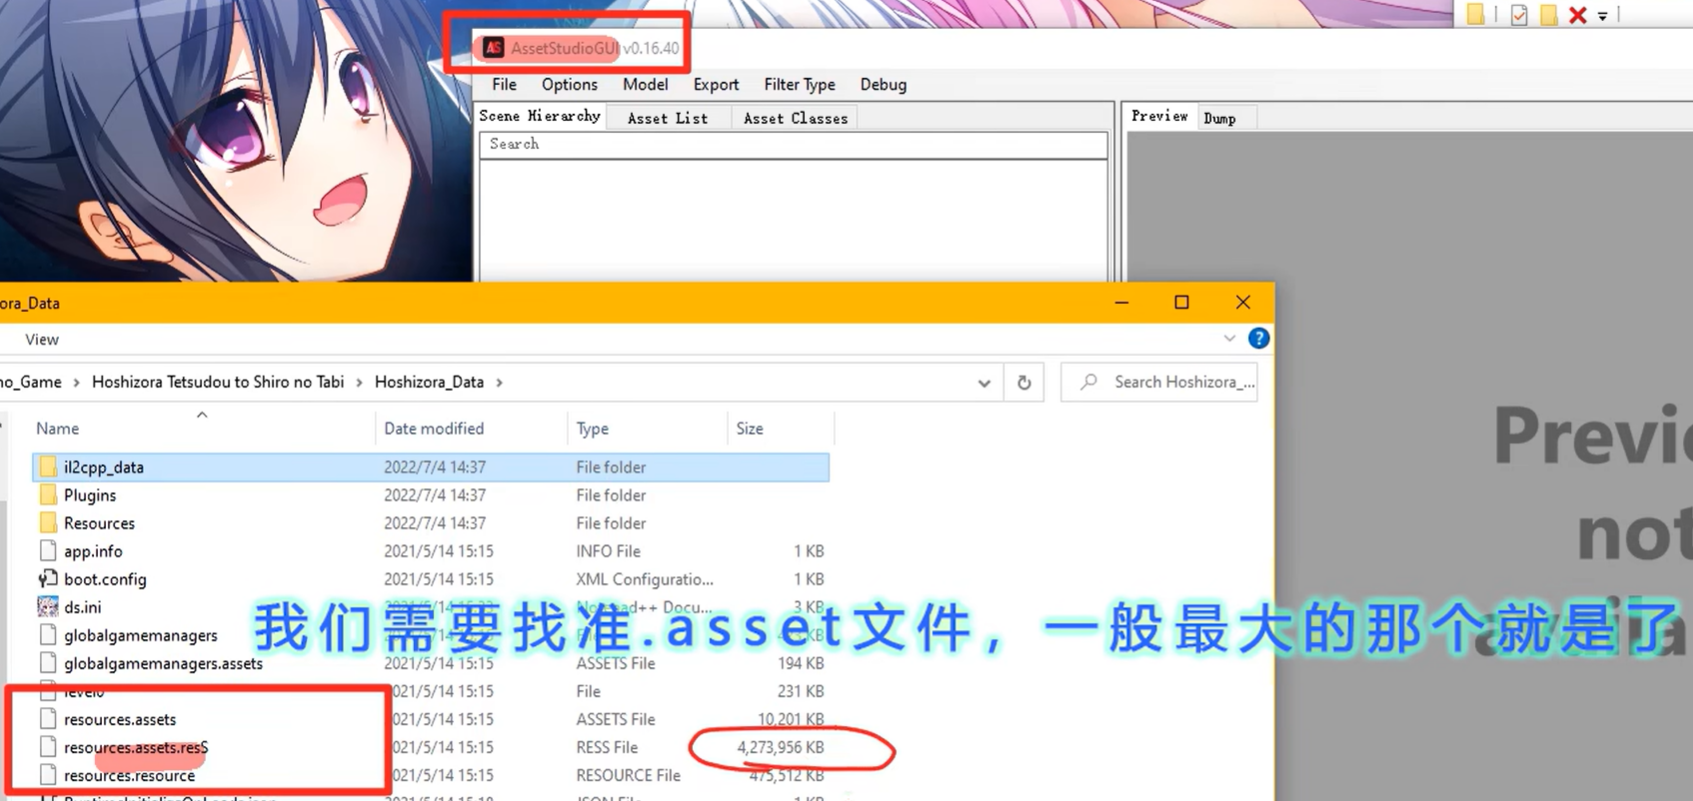 AssetStudioGUI v0.16.40
File Options Model Export Filter Type Debug
Scene Hierarchy Asset List Asset Classes
Preview Dump
Search
ora_Data
View
no_Game > Hoshizora Tetsudou to Shiro no Tabi > Hoshizora_Data >
Search Hoshizora_...
Name Date modified Type Size
il2cpp_data 2022/7/4 14:37 File folder
Plugins 2022/7/4 14:37 File folder
Resources 2022/7/4 14:37 File folder
app.info 2021/5/14 15:15 INFO File 1 KB
boot.config 2021/5/14 15:15 XML Configuratio... 1 KB
ds.ini 3 KB
globalgamemanagers
我们需要找准.asset文件，一般最大的那个就是了
globalgamemanagers.assets 2021/5/14 15:15 ASSETS File 194 KB
level0 2021/5/14 15:15 File 231 KB
resources.assets 2021/5/14 15:15 ASSETS File 10,201 KB
resources.assets.resS 2021/5/14 15:15 RESS File 4,273,956 KB
resources.resource 2021/5/14 15:15 RESOURCE File 475,512 KB
Previe
not